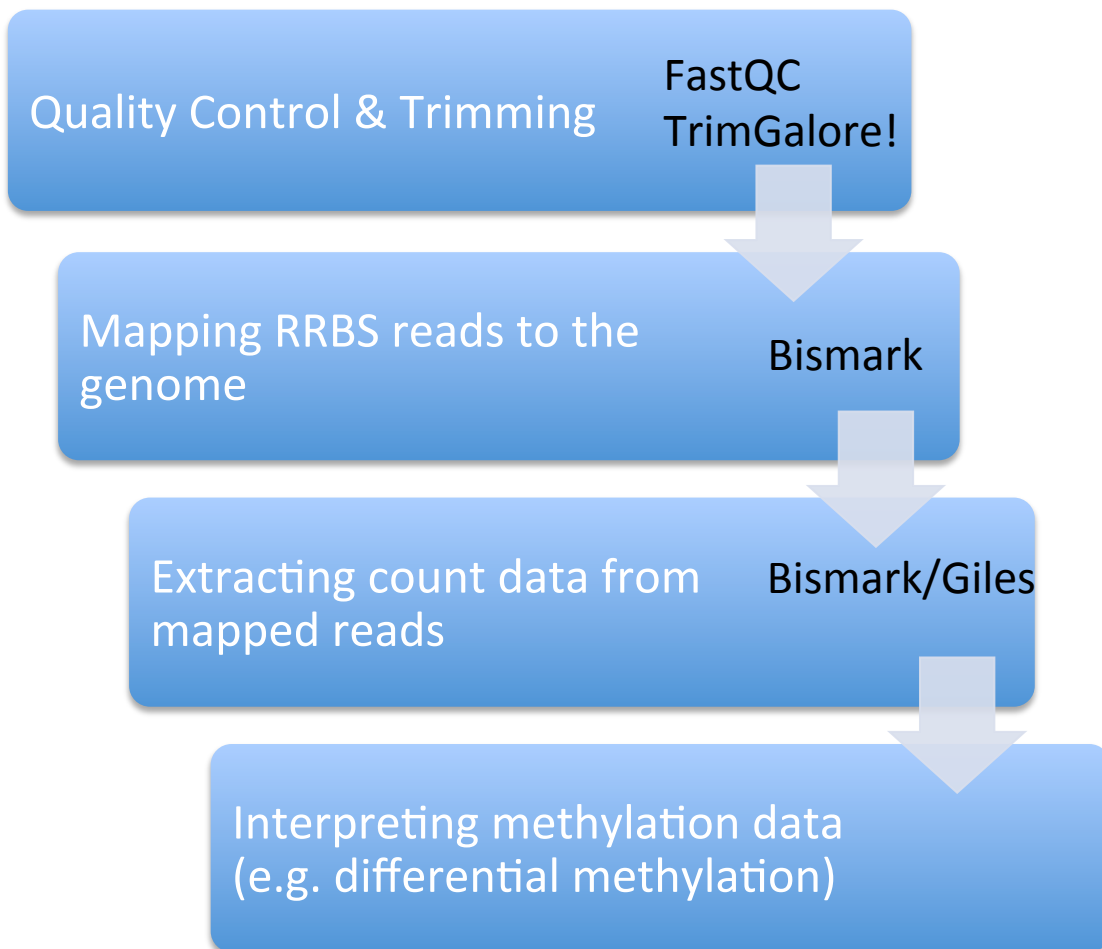 Quality Control & Trimming
FastQC
TrimGalore!
Mapping RRBS reads to the
genome
Bismark
Extracting count data from
mapped reads
Bismark/Giles
Interpreting methylation data
(e.g. differential methylation)